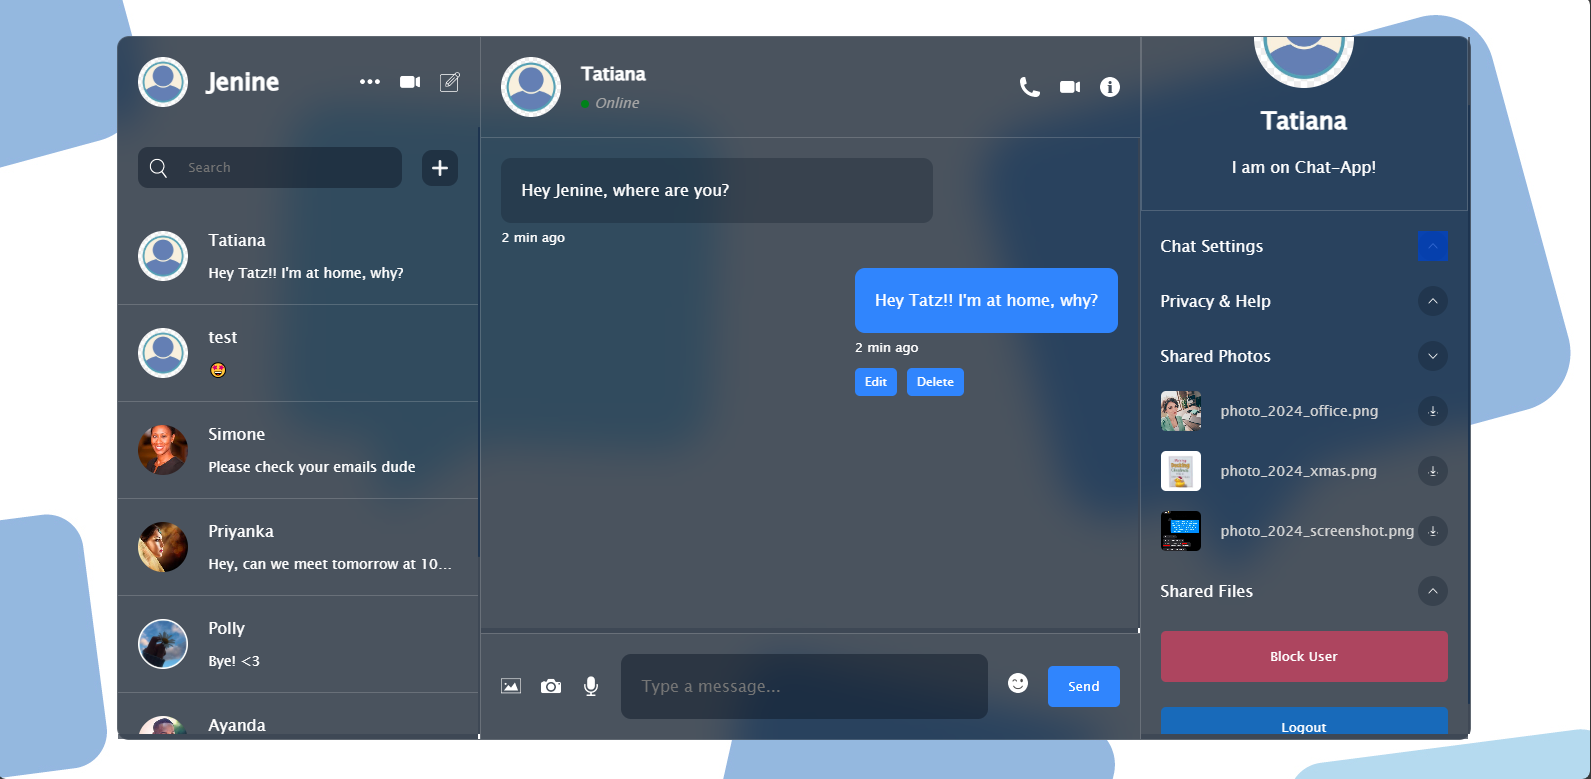 Jenine
Search
Tatiana
Hey Tatz!! I'm at home, why?
test
🤩
Simone
Please check your emails dude
Priyanka
Hey, can we meet tomorrow at 10...
Polly
Bye! <3
Ayanda
Tatiana
Online
Hey Jenine, where are you?
2 min ago
Hey Tatz!! I'm at home, why?
2 min ago
Edit Delete
Type a message...
Send
Tatiana
I am on Chat-App!
Chat Settings
Privacy & Help
Shared Photos
photo_2024_office.png
photo_2024_xmas.png
photo_2024_screenshot.png
Shared Files
Block User
Logout